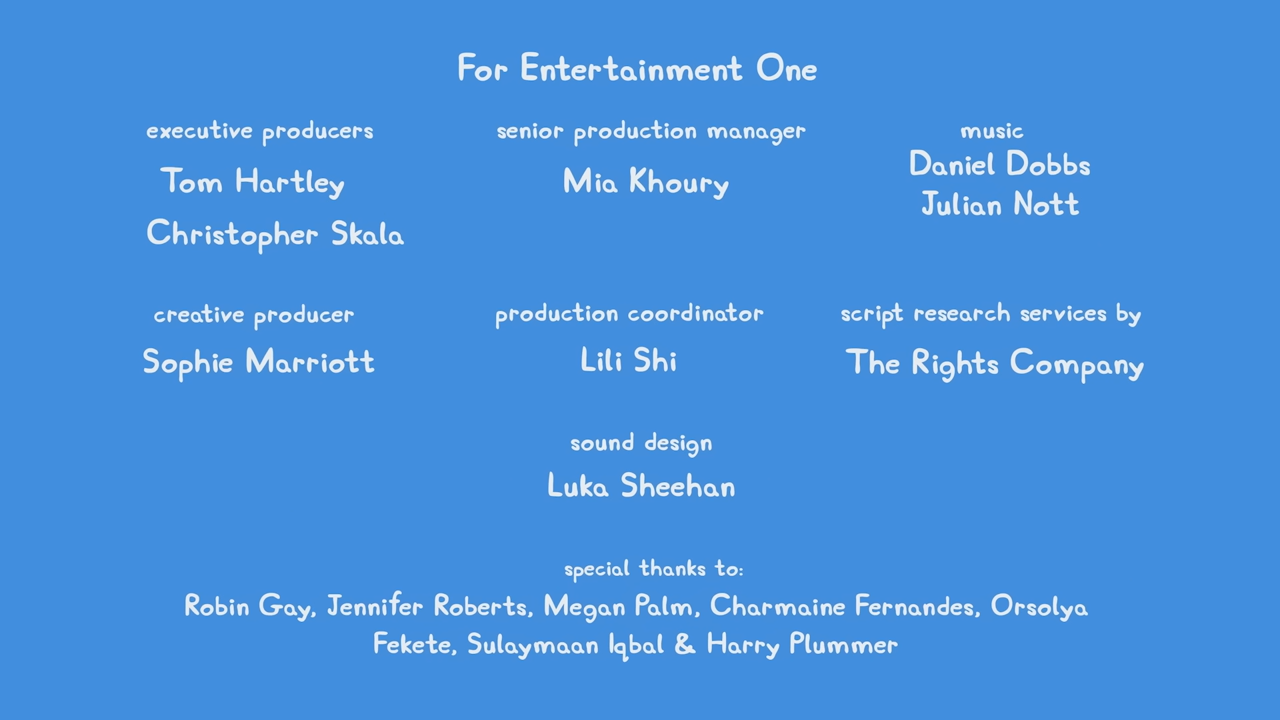 For Entertainment One
executive producers
Tom Hartley
Christopher Skala
senior production manager
Mia Khoury
music
Daniel Dobbs
Julian Nott
creative producer
Sophie Marriott
production coordinator
Lili Shi
script research services by
The Rights Company
sound design
Luka Sheehan
special thanks to:
Robin Gay, Jennifer Roberts, Megan Palm, Charmaine Fernandes, Orsolya
Fekete, Sulaymaan Iqbal & Harry Plummer